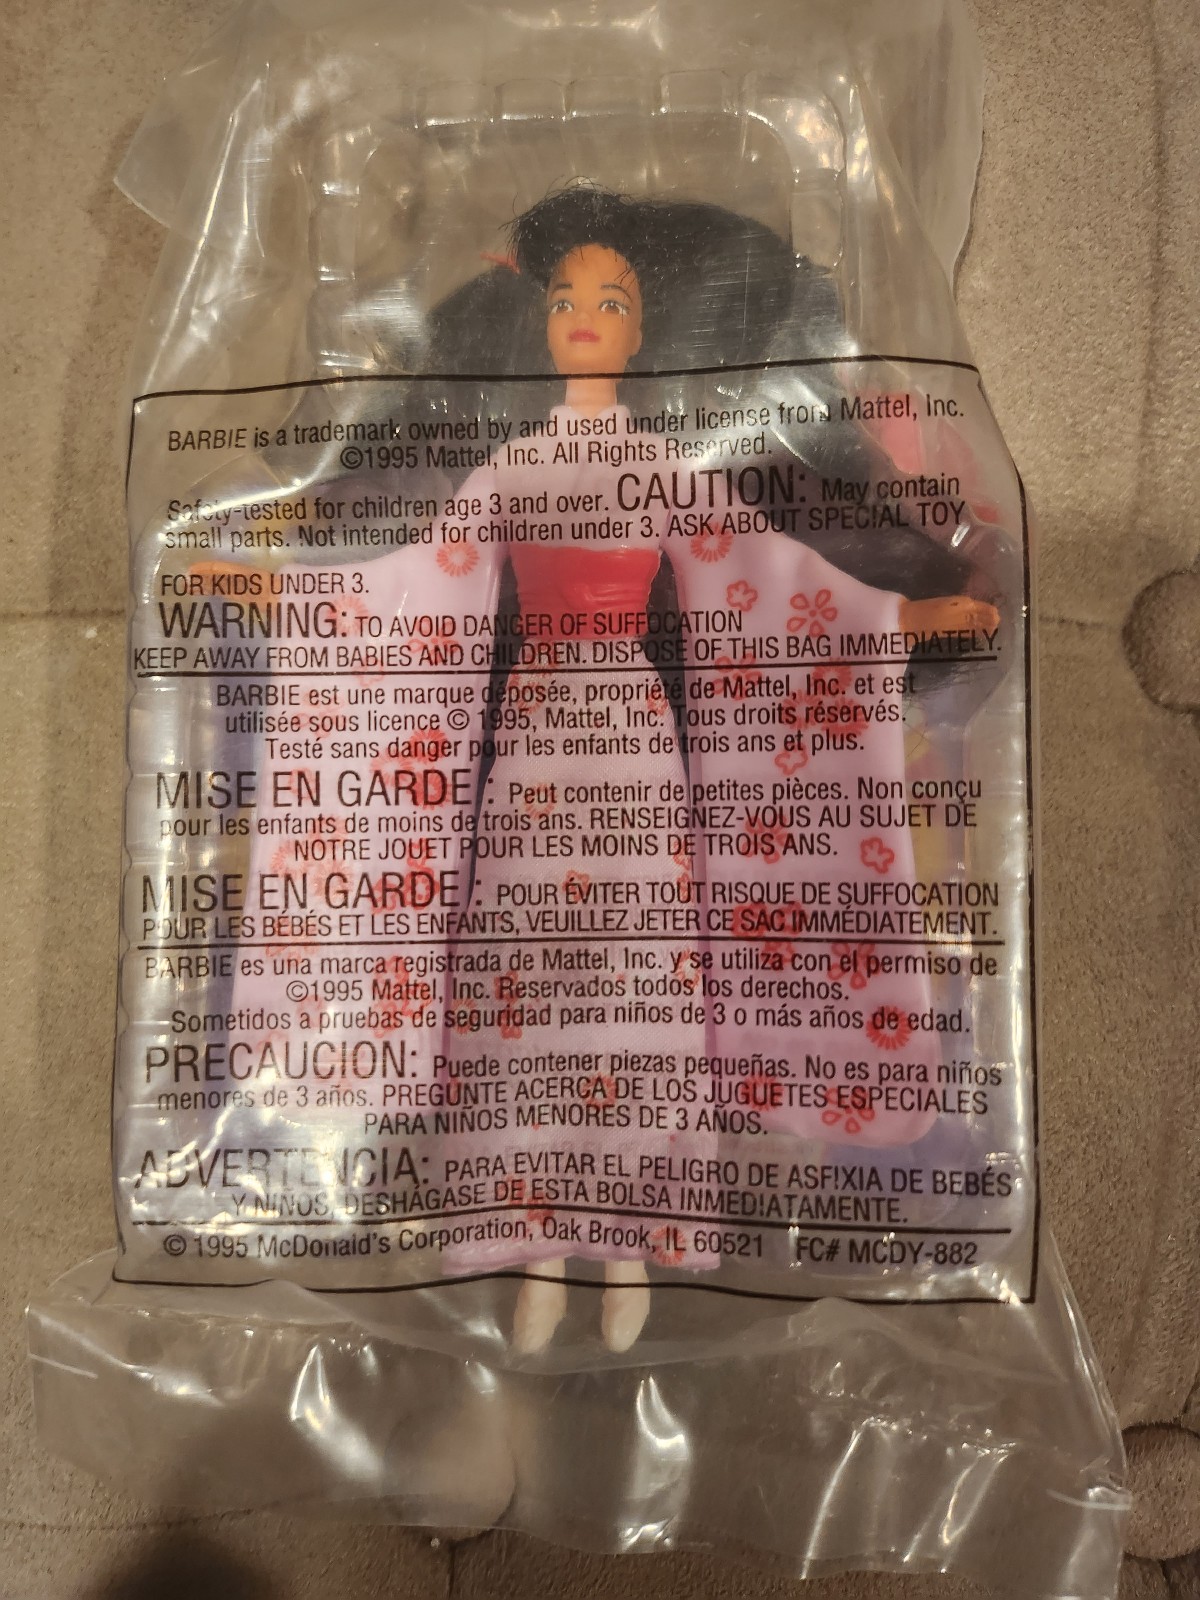 BARBIE is a trademark owned by and used under license from Mattel, Inc.
©1995 Mattel, Inc. All Rights Reserved.
Safety-tested for children age 3 and over. CAUTION: May contain
small parts. Not intended for children under 3. ASK ABOUT SPECIAL TOY
FOR KIDS UNDER 3.
WARNING: TO AVOID DANGER OF SUFFOCATION
KEEP AWAY FROM BABIES AND CHILDREN. DISPOSE OF THIS BAG IMMEDIATELY.
BARBIE est une marque déposée, propriété de Mattel, Inc. et est
utilisée sous licence © 1995, Mattel, Inc. Tous droits réservés.
Testé sans danger pour les enfants de trois ans et plus.
MISE EN GARDE : Peut contenir de petites pièces. Non conçu
pour les enfants de moins de trois ans. RENSEIGNEZ-VOUS AU SUJET DE
NOTRE JOUET POUR LES MOINS DE TROIS ANS.
MISE EN GARDE : POUR ÉVITER TOUT RISQUE DE SUFFOCATION
POUR LES BÉBÉS ET LES ENFANTS, VEUILLEZ JETER CE SAC IMMÉDIATEMENT.
BARBIE es una marca registrada de Mattel, Inc. y se utiliza con el permiso de
©1995 Mattel, Inc. Reservados todos los derechos.
Sometidos a pruebas de seguridad para niños de 3 o más años de edad.
PRECAUCION: Puede contener piezas pequeñas. No es para niños
menores de 3 años. PREGUNTE ACERCA DE LOS JUGUETES ESPECIALES
PARA NIÑOS MENORES DE 3 AÑOS.
ADVERTENCIA: PARA EVITAR EL PELIGRO DE ASFIXIA DE BEBÉS
Y NIÑOS, DESHÁGASE DE ESTA BOLSA INMEDIATAMENTE.
© 1995 McDonald's Corporation, Oak Brook, IL 60521 FC# MCDY-882